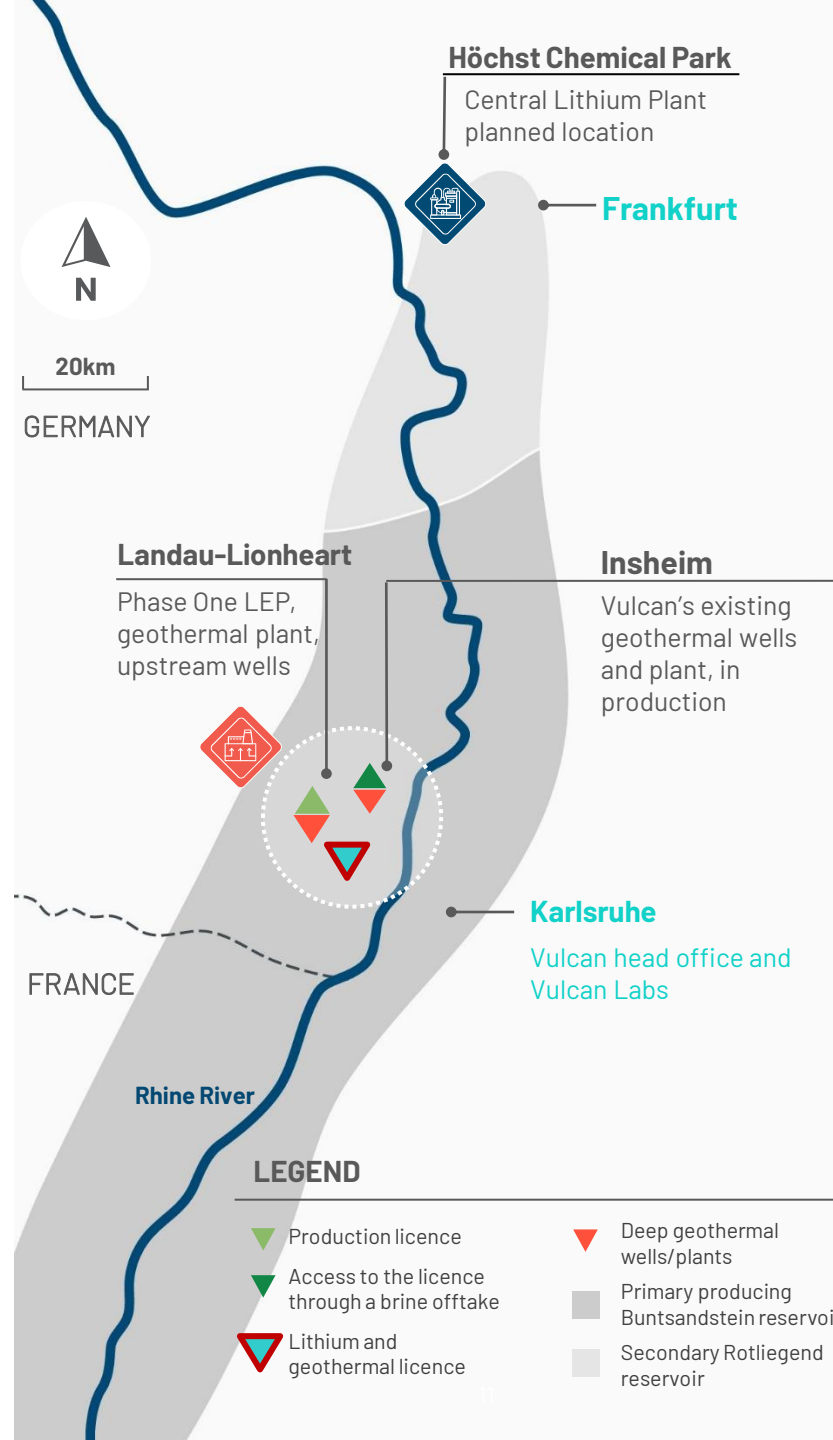 Höchst Chemical Park
Central Lithium Plant
planned location
Frankfurt
N
20km
GERMANY
Landau-Lionheart
Phase One LEP,
geothermal plant,
upstream wells
Insheim
Vulcan's existing
geothermal wells
and plant, in
production
Karlsruhe
Vulcan head office and
Vulcan Labs
FRANCE
Rhine River
LEGEND
Production licence
Access to the licence
through a brine offtake
Lithium and
geothermal licence
Deep geothermal
wells/plants
Primary producing
Buntsandstein reservoi
Secondary Rotliegend
reservoir